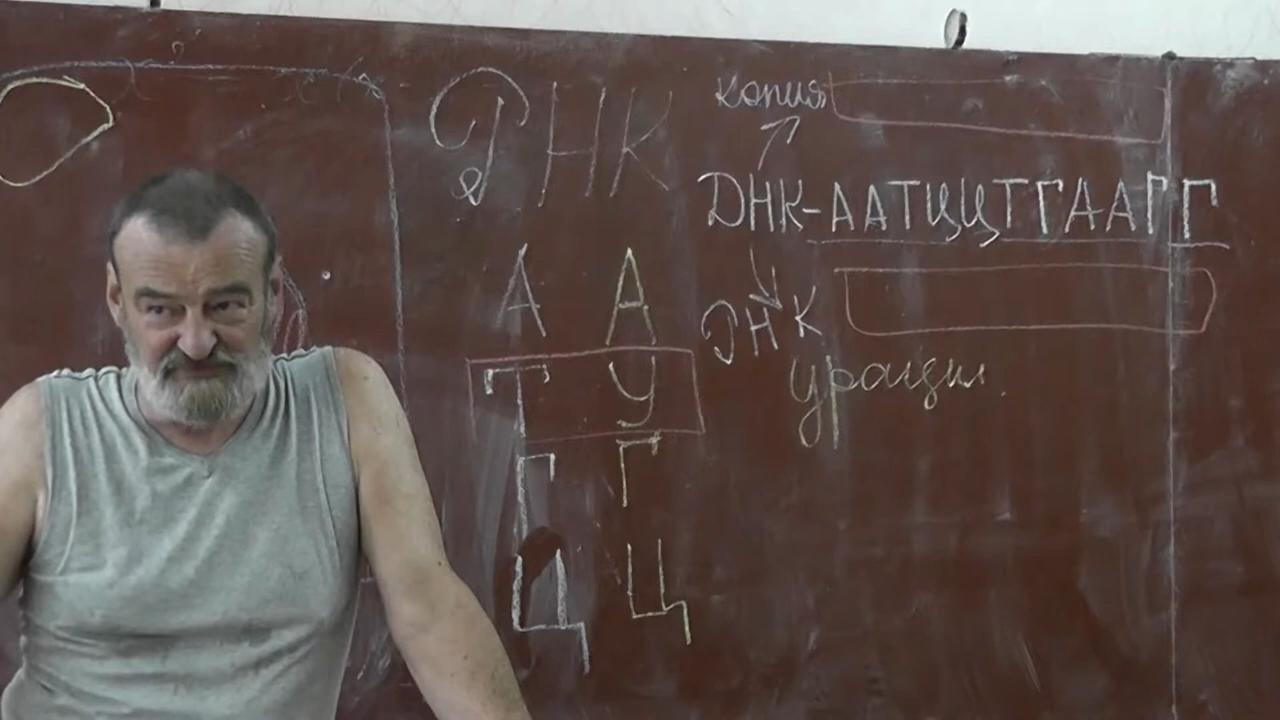 РНК
А А
Т У
Г Г
Ц Ц
копия
ДНК-ААТЦЦТГААГГ
РНК
урацил.